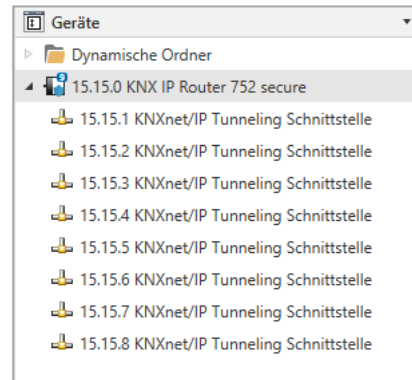 Geräte
Dynamische Ordner
15.15.0 KNX IP Router 752 secure
15.15.1 KNXnet/IP Tunneling Schnittstelle
15.15.2 KNXnet/IP Tunneling Schnittstelle
15.15.3 KNXnet/IP Tunneling Schnittstelle
15.15.4 KNXnet/IP Tunneling Schnittstelle
15.15.5 KNXnet/IP Tunneling Schnittstelle
15.15.6 KNXnet/IP Tunneling Schnittstelle
15.15.7 KNXnet/IP Tunneling Schnittstelle
15.15.8 KNXnet/IP Tunneling Schnittstelle